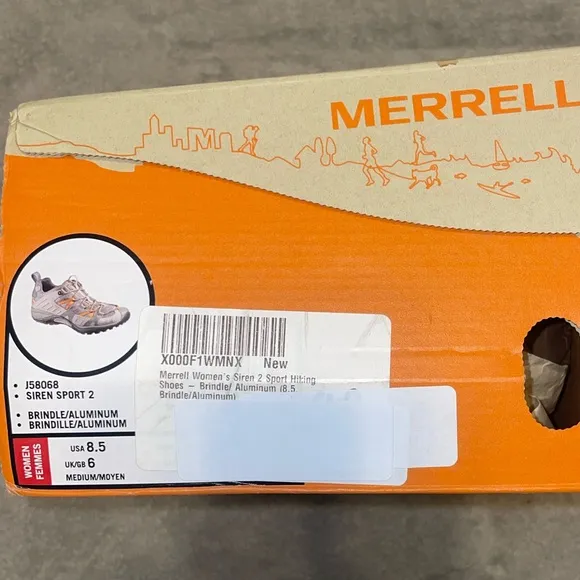 MERRELL
M
X000F1WMNX New
Merrell Women's Siren 2 Sport Hiking
Shoes – Brindle/ Aluminum (8.5,
Brindle/Aluminum)
• J58068
• SIREN SPORT 2
• BRINDLE/ALUMINUM
• BRINDILLE/ALUMINUM
WOMEN
FEMMES
USA 8.5
UK/GB 6
MEDIUM/MOYEN